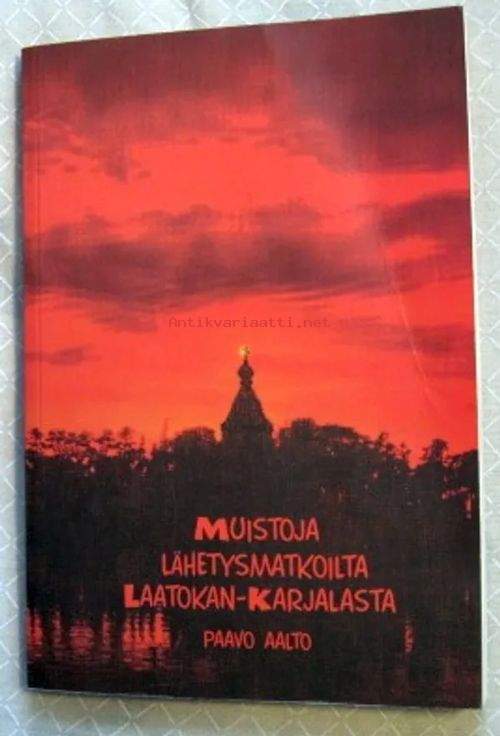 Antikvariaatti.net
MUISTOJA
LÄHETYSMATKOILTA
LAATOKAN-KARJALASTA
PAAVO AALTO